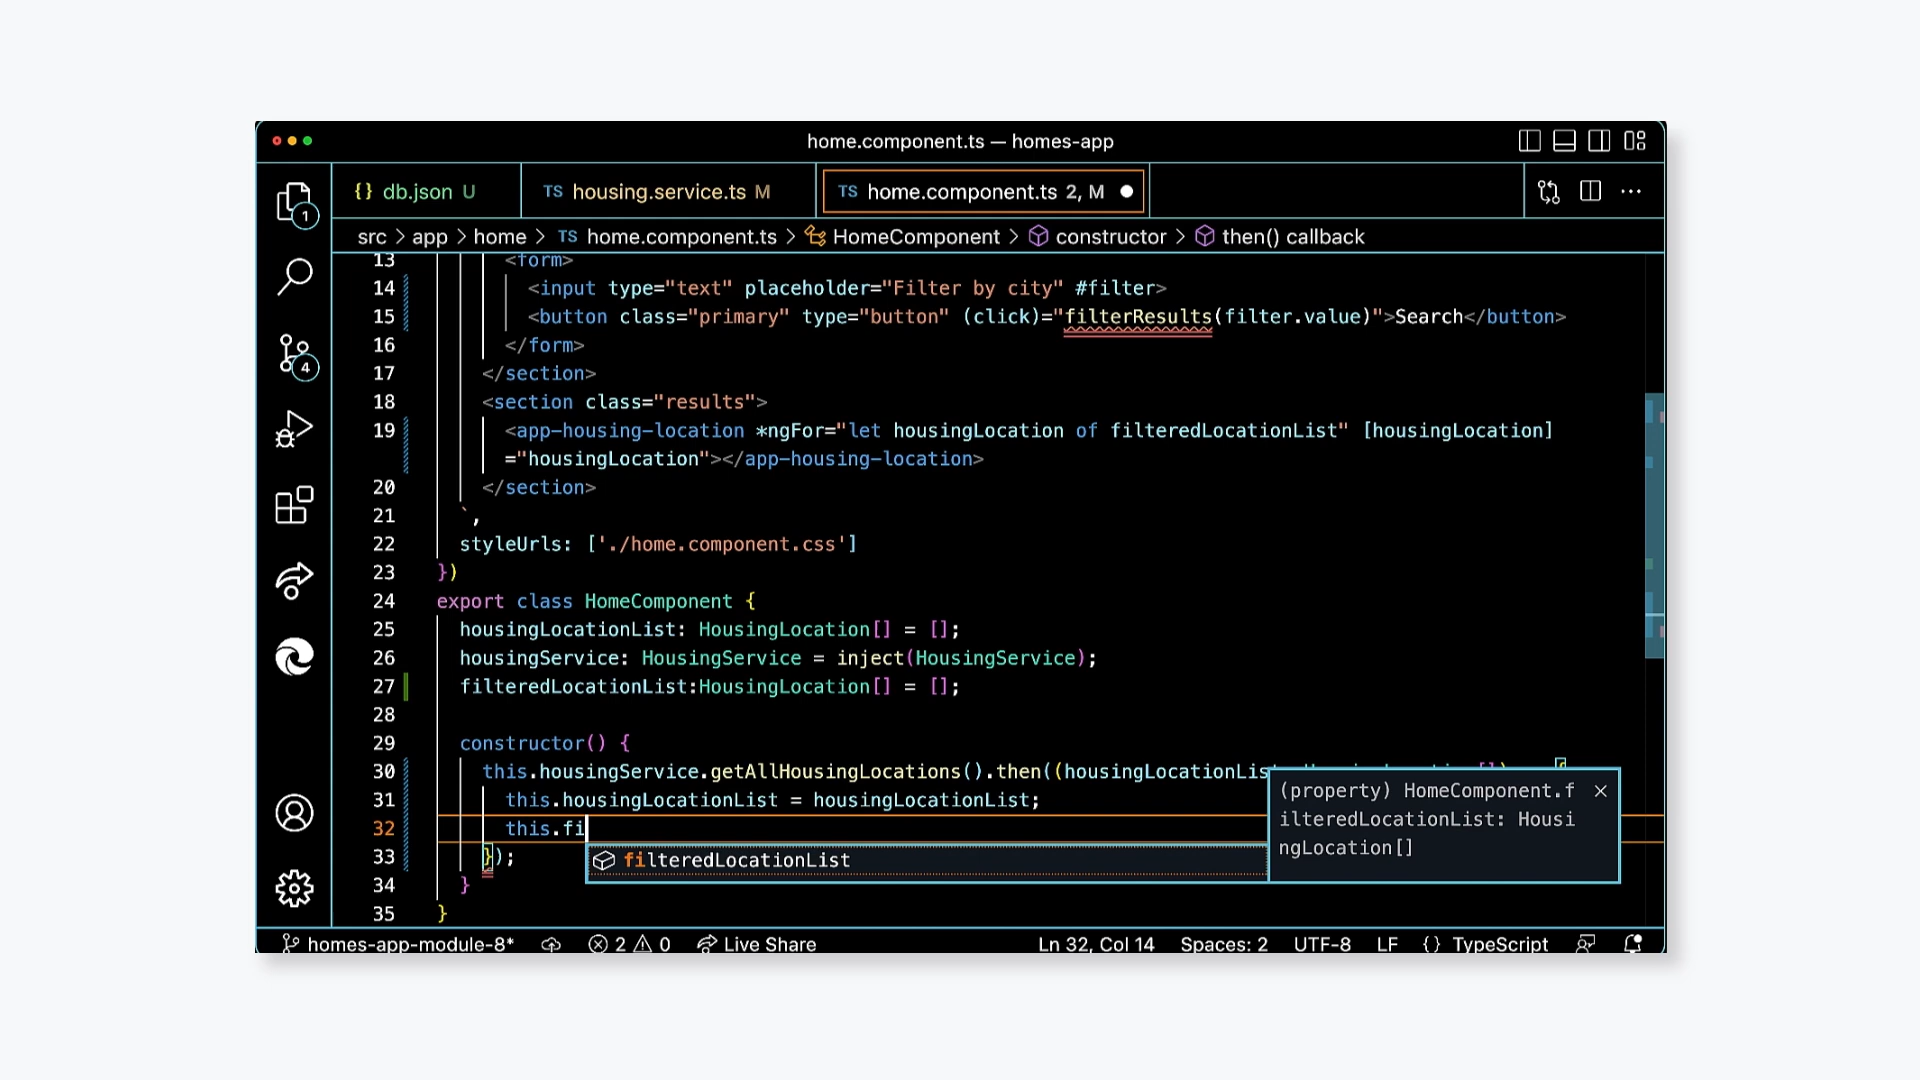 home.component.ts — homes-app
{} db.json U
TS housing.service.ts M
TS home.component.ts 2, M
src > app > home > TS home.component.ts > HomeComponent > constructor > then() callback
1
4
13 <form>
14 <input type="text" placeholder="Filter by city" #filter>
15 <button class="primary" type="button" (click)="filterResults(filter.value)">Search</button>
16 </form>
17 </section>
18 <section class="results">
19 <app-housing-location *ngFor="let housingLocation of filteredLocationList" [housingLocation]
="housingLocation"></app-housing-location>
20 </section>
21 `,
22 styleUrls: ['./home.component.css']
23 })
24 export class HomeComponent {
25 housingLocationList: HousingLocation[] = [];
26 housingService: HousingService = inject(HousingService);
27 filteredLocationList:HousingLocation[] = [];
28
29 constructor() {
30 this.housingService.getAllHousingLocations().then((housingLocationLis
31 this.housingLocationList = housingLocationList;
32 this.fi
33 });
34 }
35 }
filteredLocationList
(property) HomeComponent.f
ilteredLocationList: Housi
ngLocation[]
homes-app-module-8* 2 0 Live Share Ln 32, Col 14 Spaces: 2 UTF-8 LF {} TypeScript